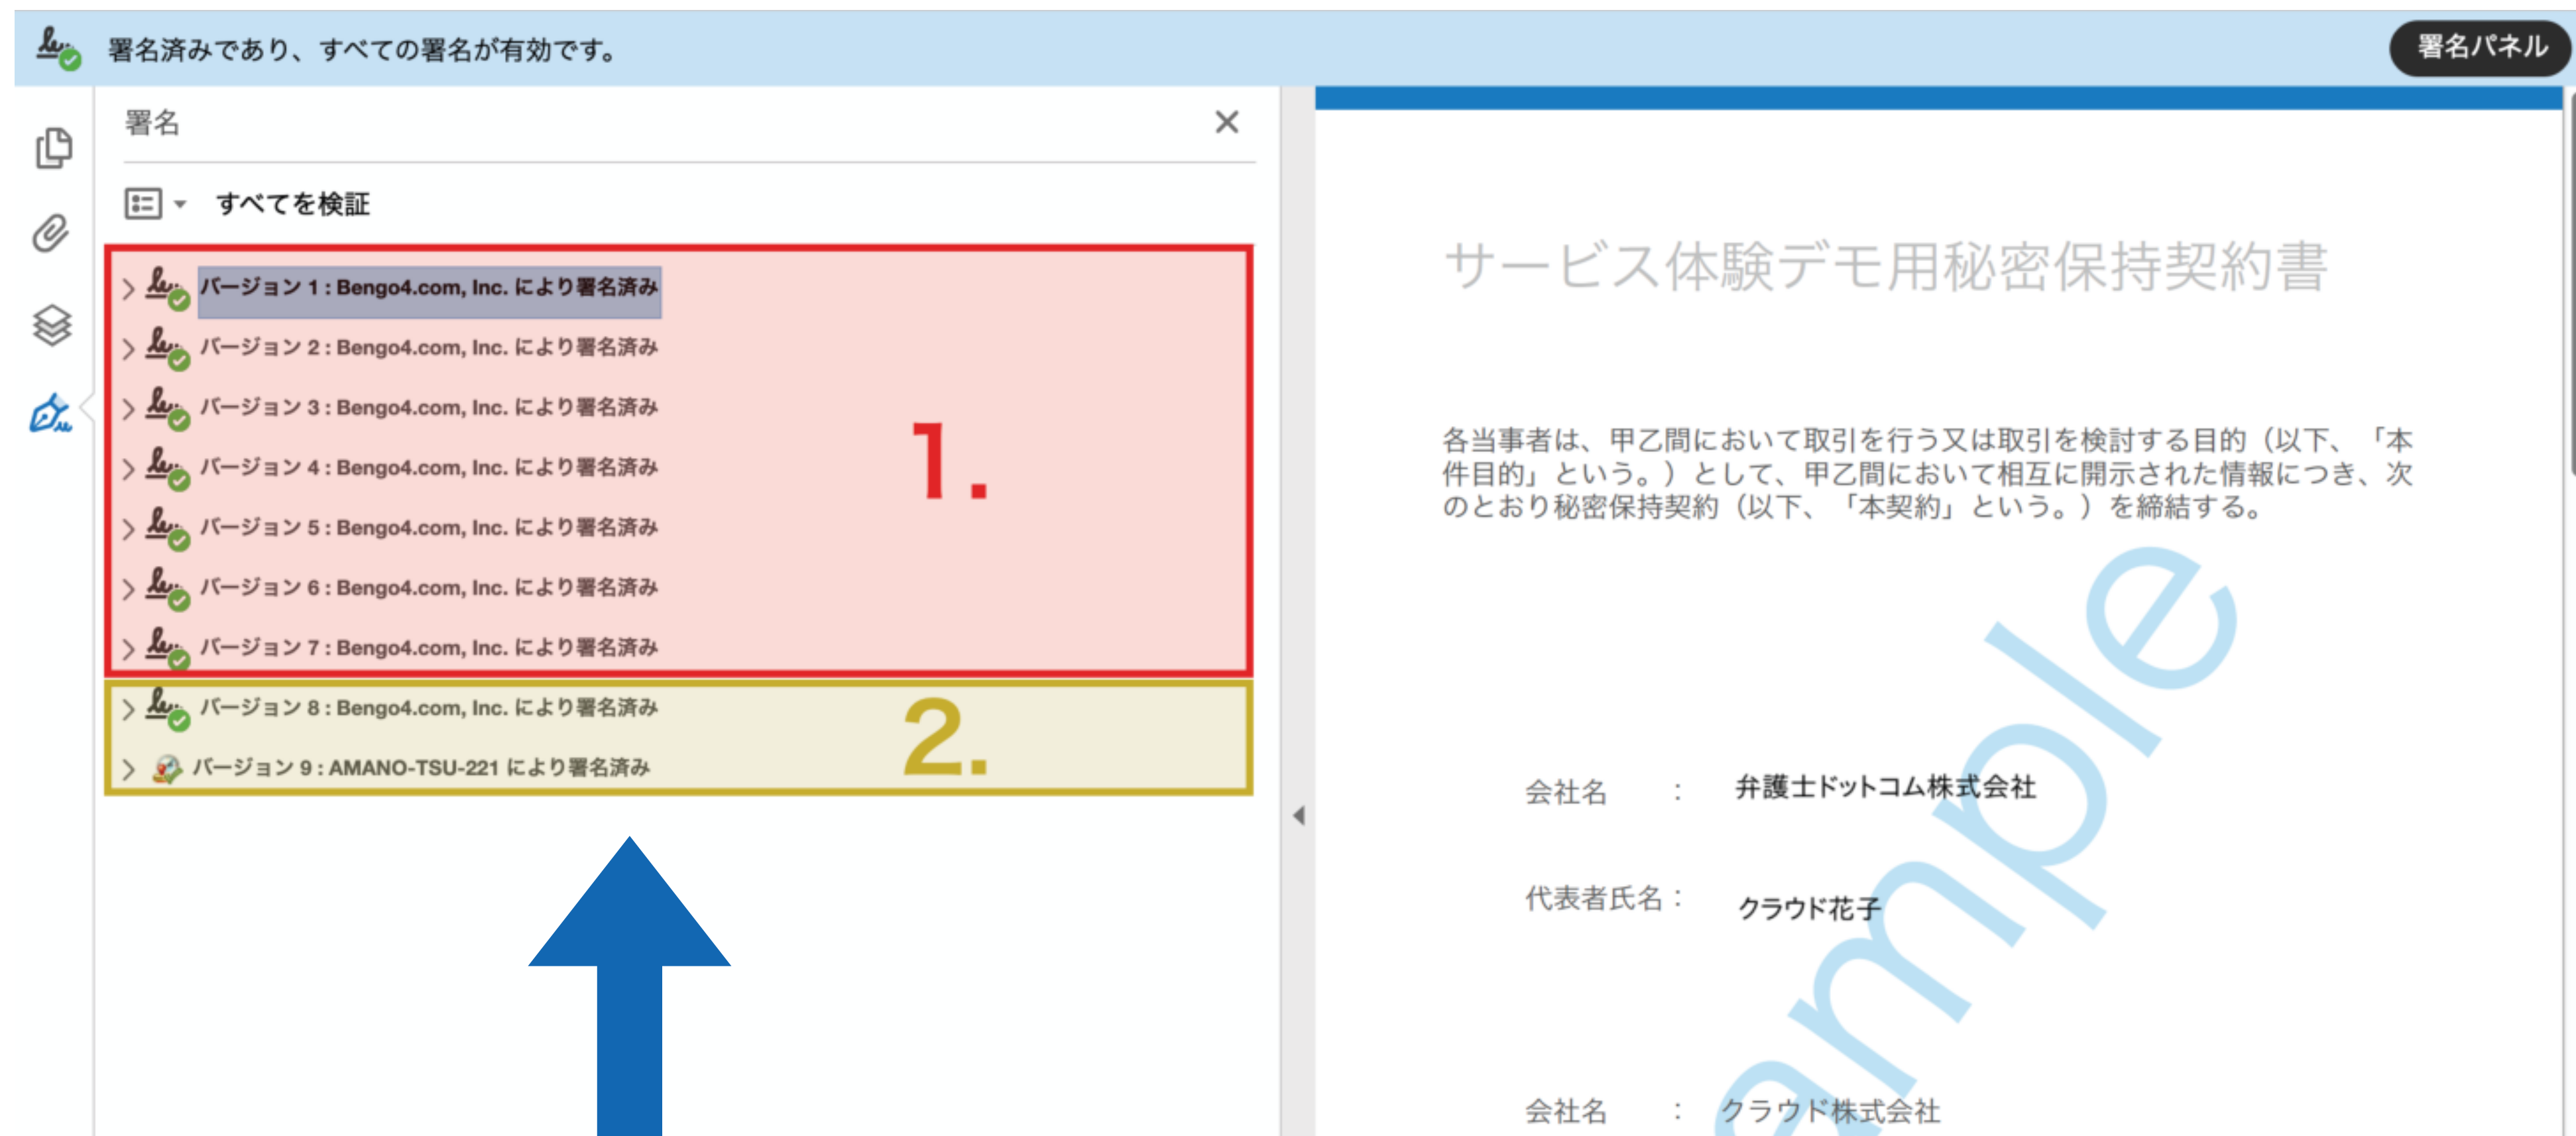 署名済みであり、すべての署名が有効です。
署名パネル
署名
すべてを検証
バージョン 1 : Bengo4.com, Inc. により署名済み
バージョン 2 : Bengo4.com, Inc. により署名済み
バージョン 3 : Bengo4.com, Inc. により署名済み
バージョン 4 : Bengo4.com, Inc. により署名済み
バージョン 5 : Bengo4.com, Inc. により署名済み
バージョン 6 : Bengo4.com, Inc. により署名済み
バージョン 7 : Bengo4.com, Inc. により署名済み
1.
バージョン 8 : Bengo4.com, Inc. により署名済み
バージョン 9 : AMANO-TSU-221 により署名済み
2.
サービス体験デモ用秘密保持契約書
各当事者は、甲乙間において取引を行う又は取引を検討する目的（以下、「本
件目的」という。）として、甲乙間において相互に開示された情報につき、次
のとおり秘密保持契約（以下、「本契約」という。）を締結する。
会社名 : 弁護士ドットコム株式会社
代表者氏名 : クラウド花子
会社名 : クラウド株式会社
ample